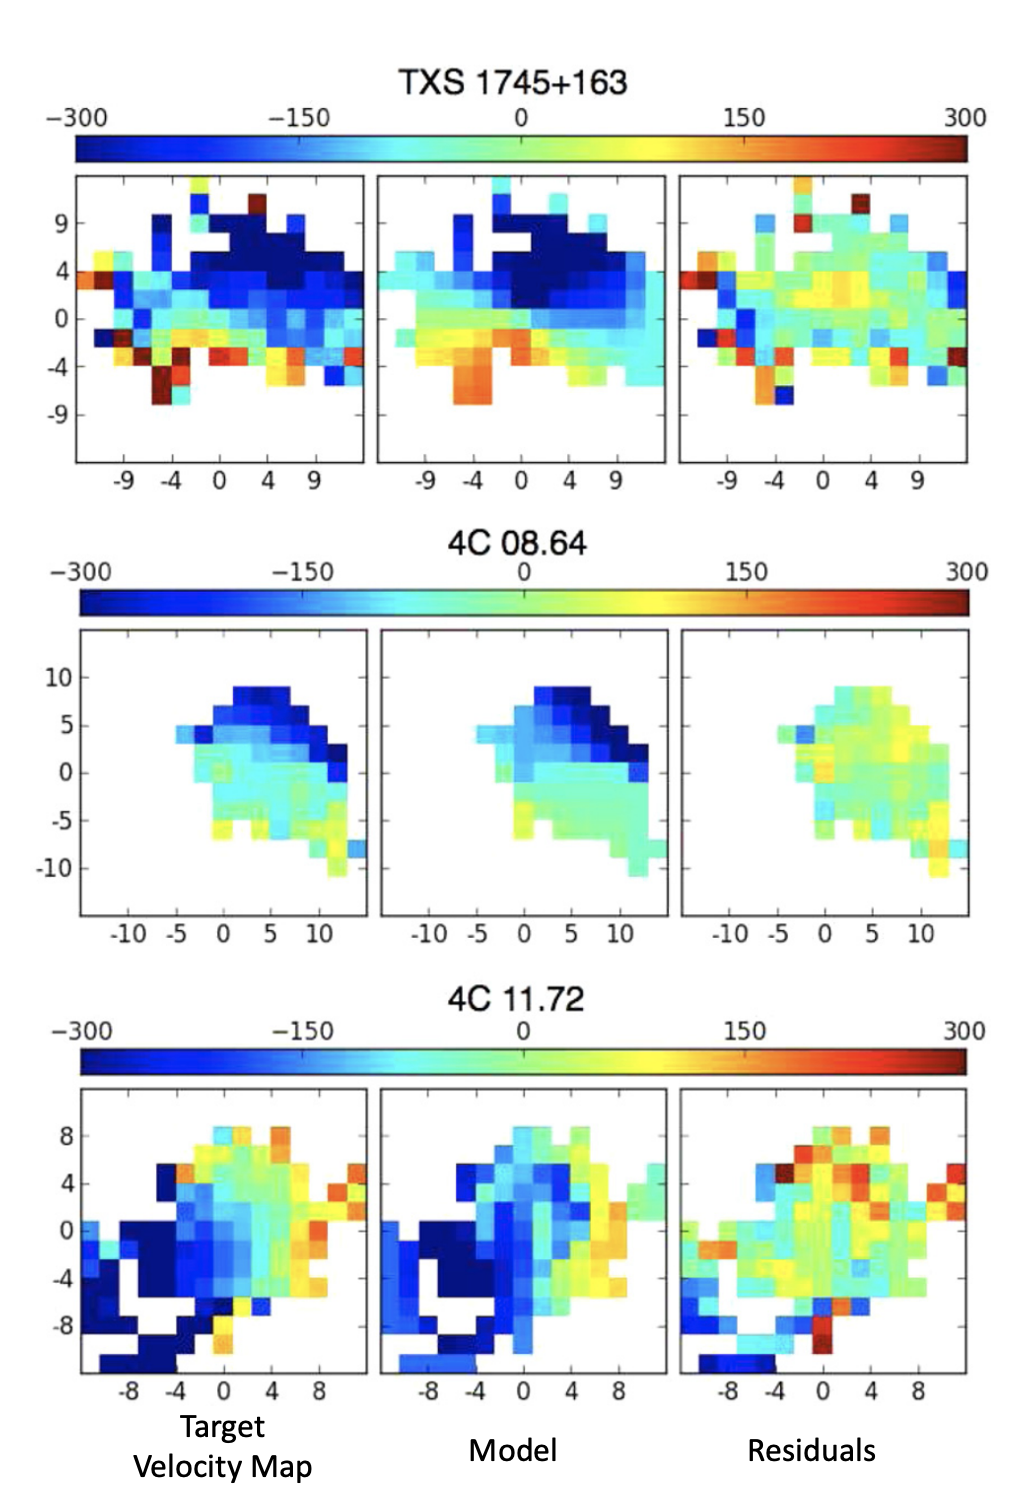 TXS 1745+163
−300 −150 0 150 300
9
4
0
-4
-9
-9 -4 0 4 9 -9 -4 0 4 9 -9 -4 0 4 9
4C 08.64
−300 −150 0 150 300
10
5
0
-5
-10
-10 -5 0 5 10 -10 -5 0 5 10 -10 -5 0 5 10
4C 11.72
−300 −150 0 150 300
8
4
0
-4
-8
-8 -4 0 4 8 -8 -4 0 4 8 -8 -4 0 4 8
Target
Velocity Map
Model
Residuals